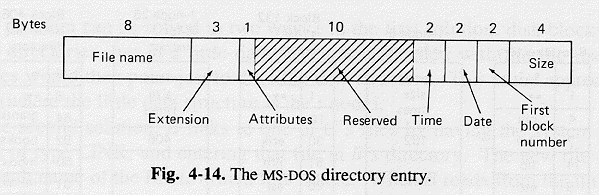 Bytes 8 3 1 10 2 2 2 4
File name Size
Extension Attributes Reserved Time Date First
block
number
Fig. 4-14. The MS-DOS directory entry.